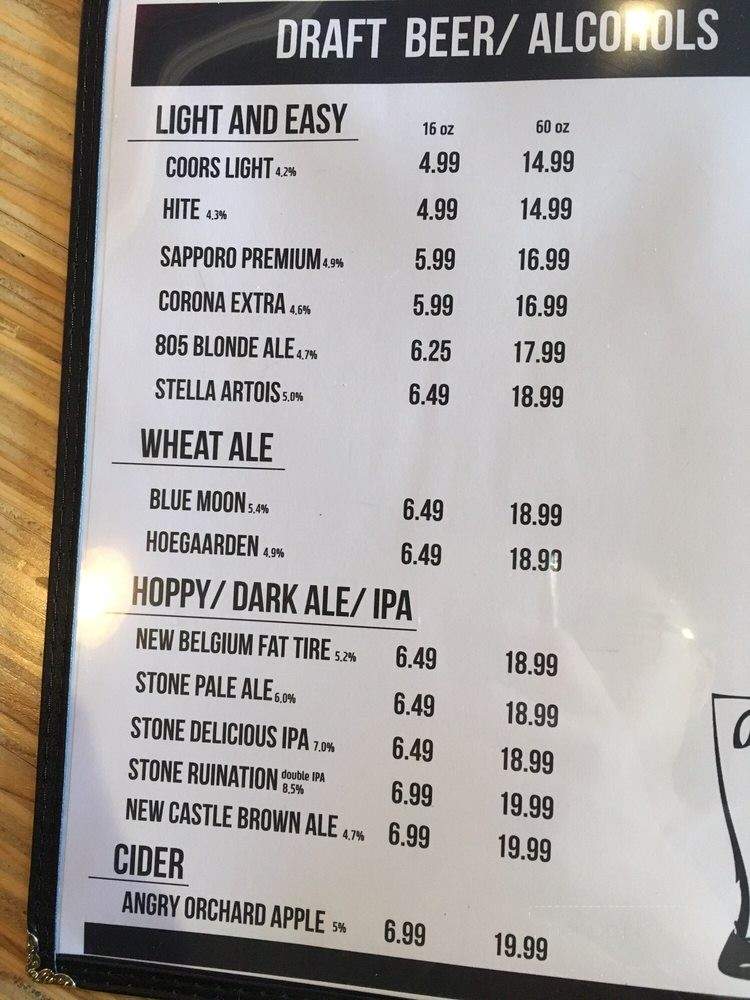 DRAFT BEER/ ALCOHOLS
LIGHT AND EASY 16 oz 60 oz
COORS LIGHT 4.2% 4.99 14.99
HITE 4.3% 4.99 14.99
SAPPORO PREMIUM 4.9% 5.99 16.99
CORONA EXTRA 4.6% 5.99 16.99
805 BLONDE ALE 4.7% 6.25 17.99
STELLA ARTOIS 5.0% 6.49 18.99
WHEAT ALE
BLUE MOON 5.4% 6.49 18.99
HOEGAARDEN 4.9% 6.49 18.99
HOPPY/ DARK ALE/ IPA
NEW BELGIUM FAT TIRE 5.2% 6.49 18.99
STONE PALE ALE 6.0% 6.49 18.99
STONE DELICIOUS IPA 7.0% 6.49 18.99
STONE RUINATION double IPA 8.5% 6.99 19.99
NEW CASTLE BROWN ALE 4.7% 6.99 19.99
CIDER
ANGRY ORCHARD APPLE 5% 6.99 19.99